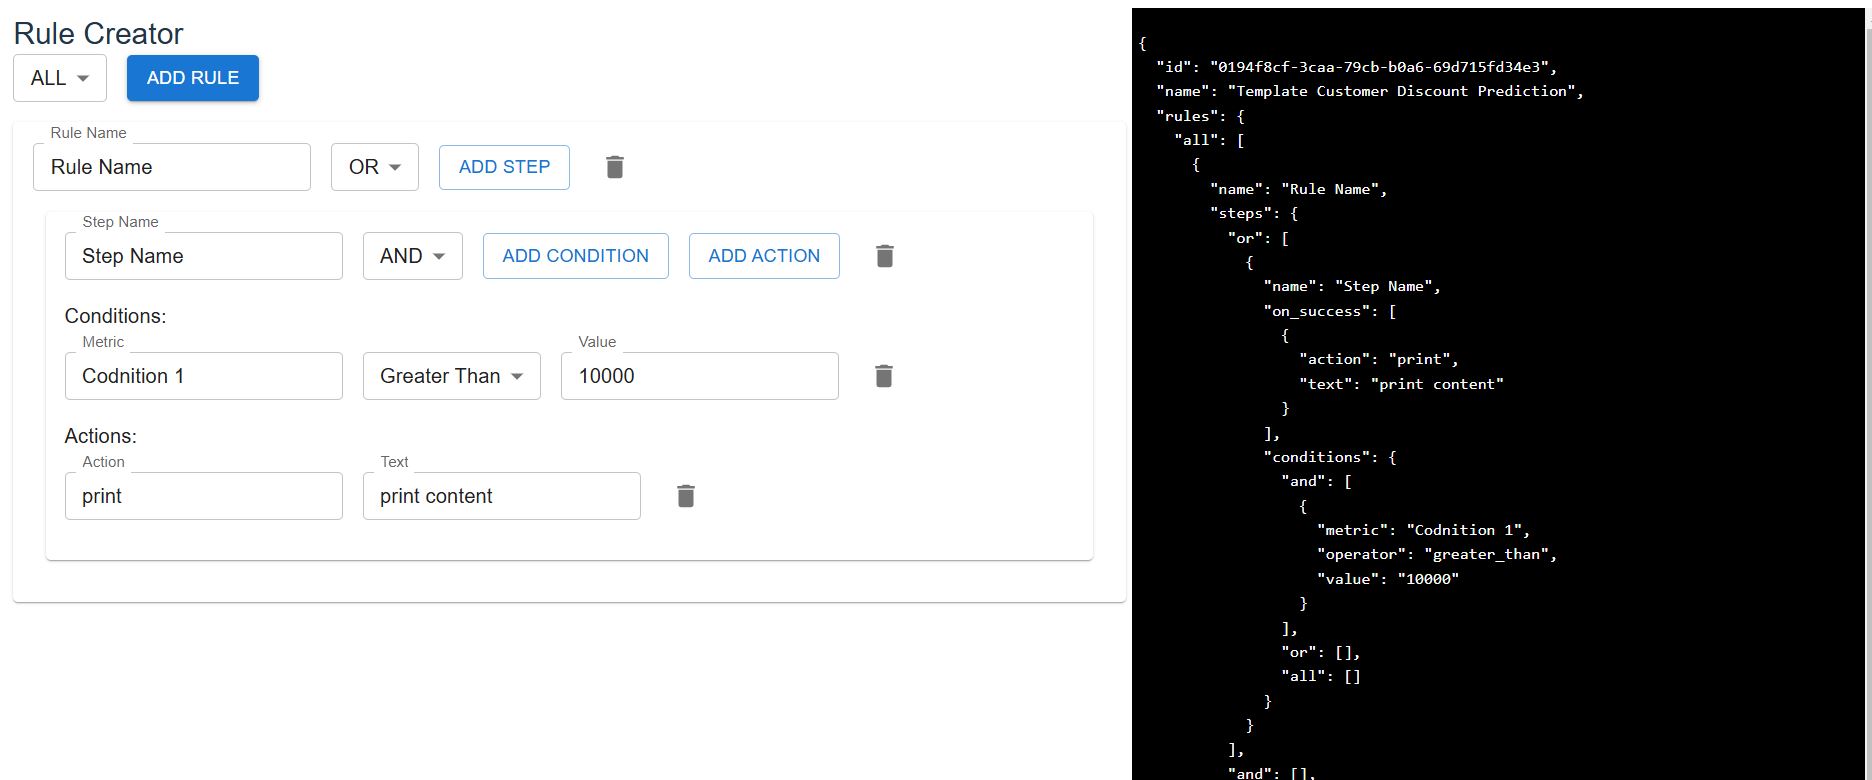 Rule Creator
ALL
ADD RULE
Rule Name
Rule Name
OR
ADD STEP
Step Name
Step Name
AND
ADD CONDITION
ADD ACTION
Conditions:
Metric
Codnition 1
Greater Than
Value
10000
Actions:
Action
print
Text
print content
{
"id": "0194f8cf-3caa-79cb-b0a6-69d715fd34e3",
"name": "Template Customer Discount Prediction",
"rules": {
"all": [
{
"name": "Rule Name",
"steps": {
"or": [
{
"name": "Step Name",
"on_success": [
{
"action": "print",
"text": "print content"
}
],
"conditions": {
"and": [
{
"metric": "Codnition 1",
"operator": "greater_than",
"value": "10000"
}
],
"or": [],
"all": []
}
}
],
"and": [],